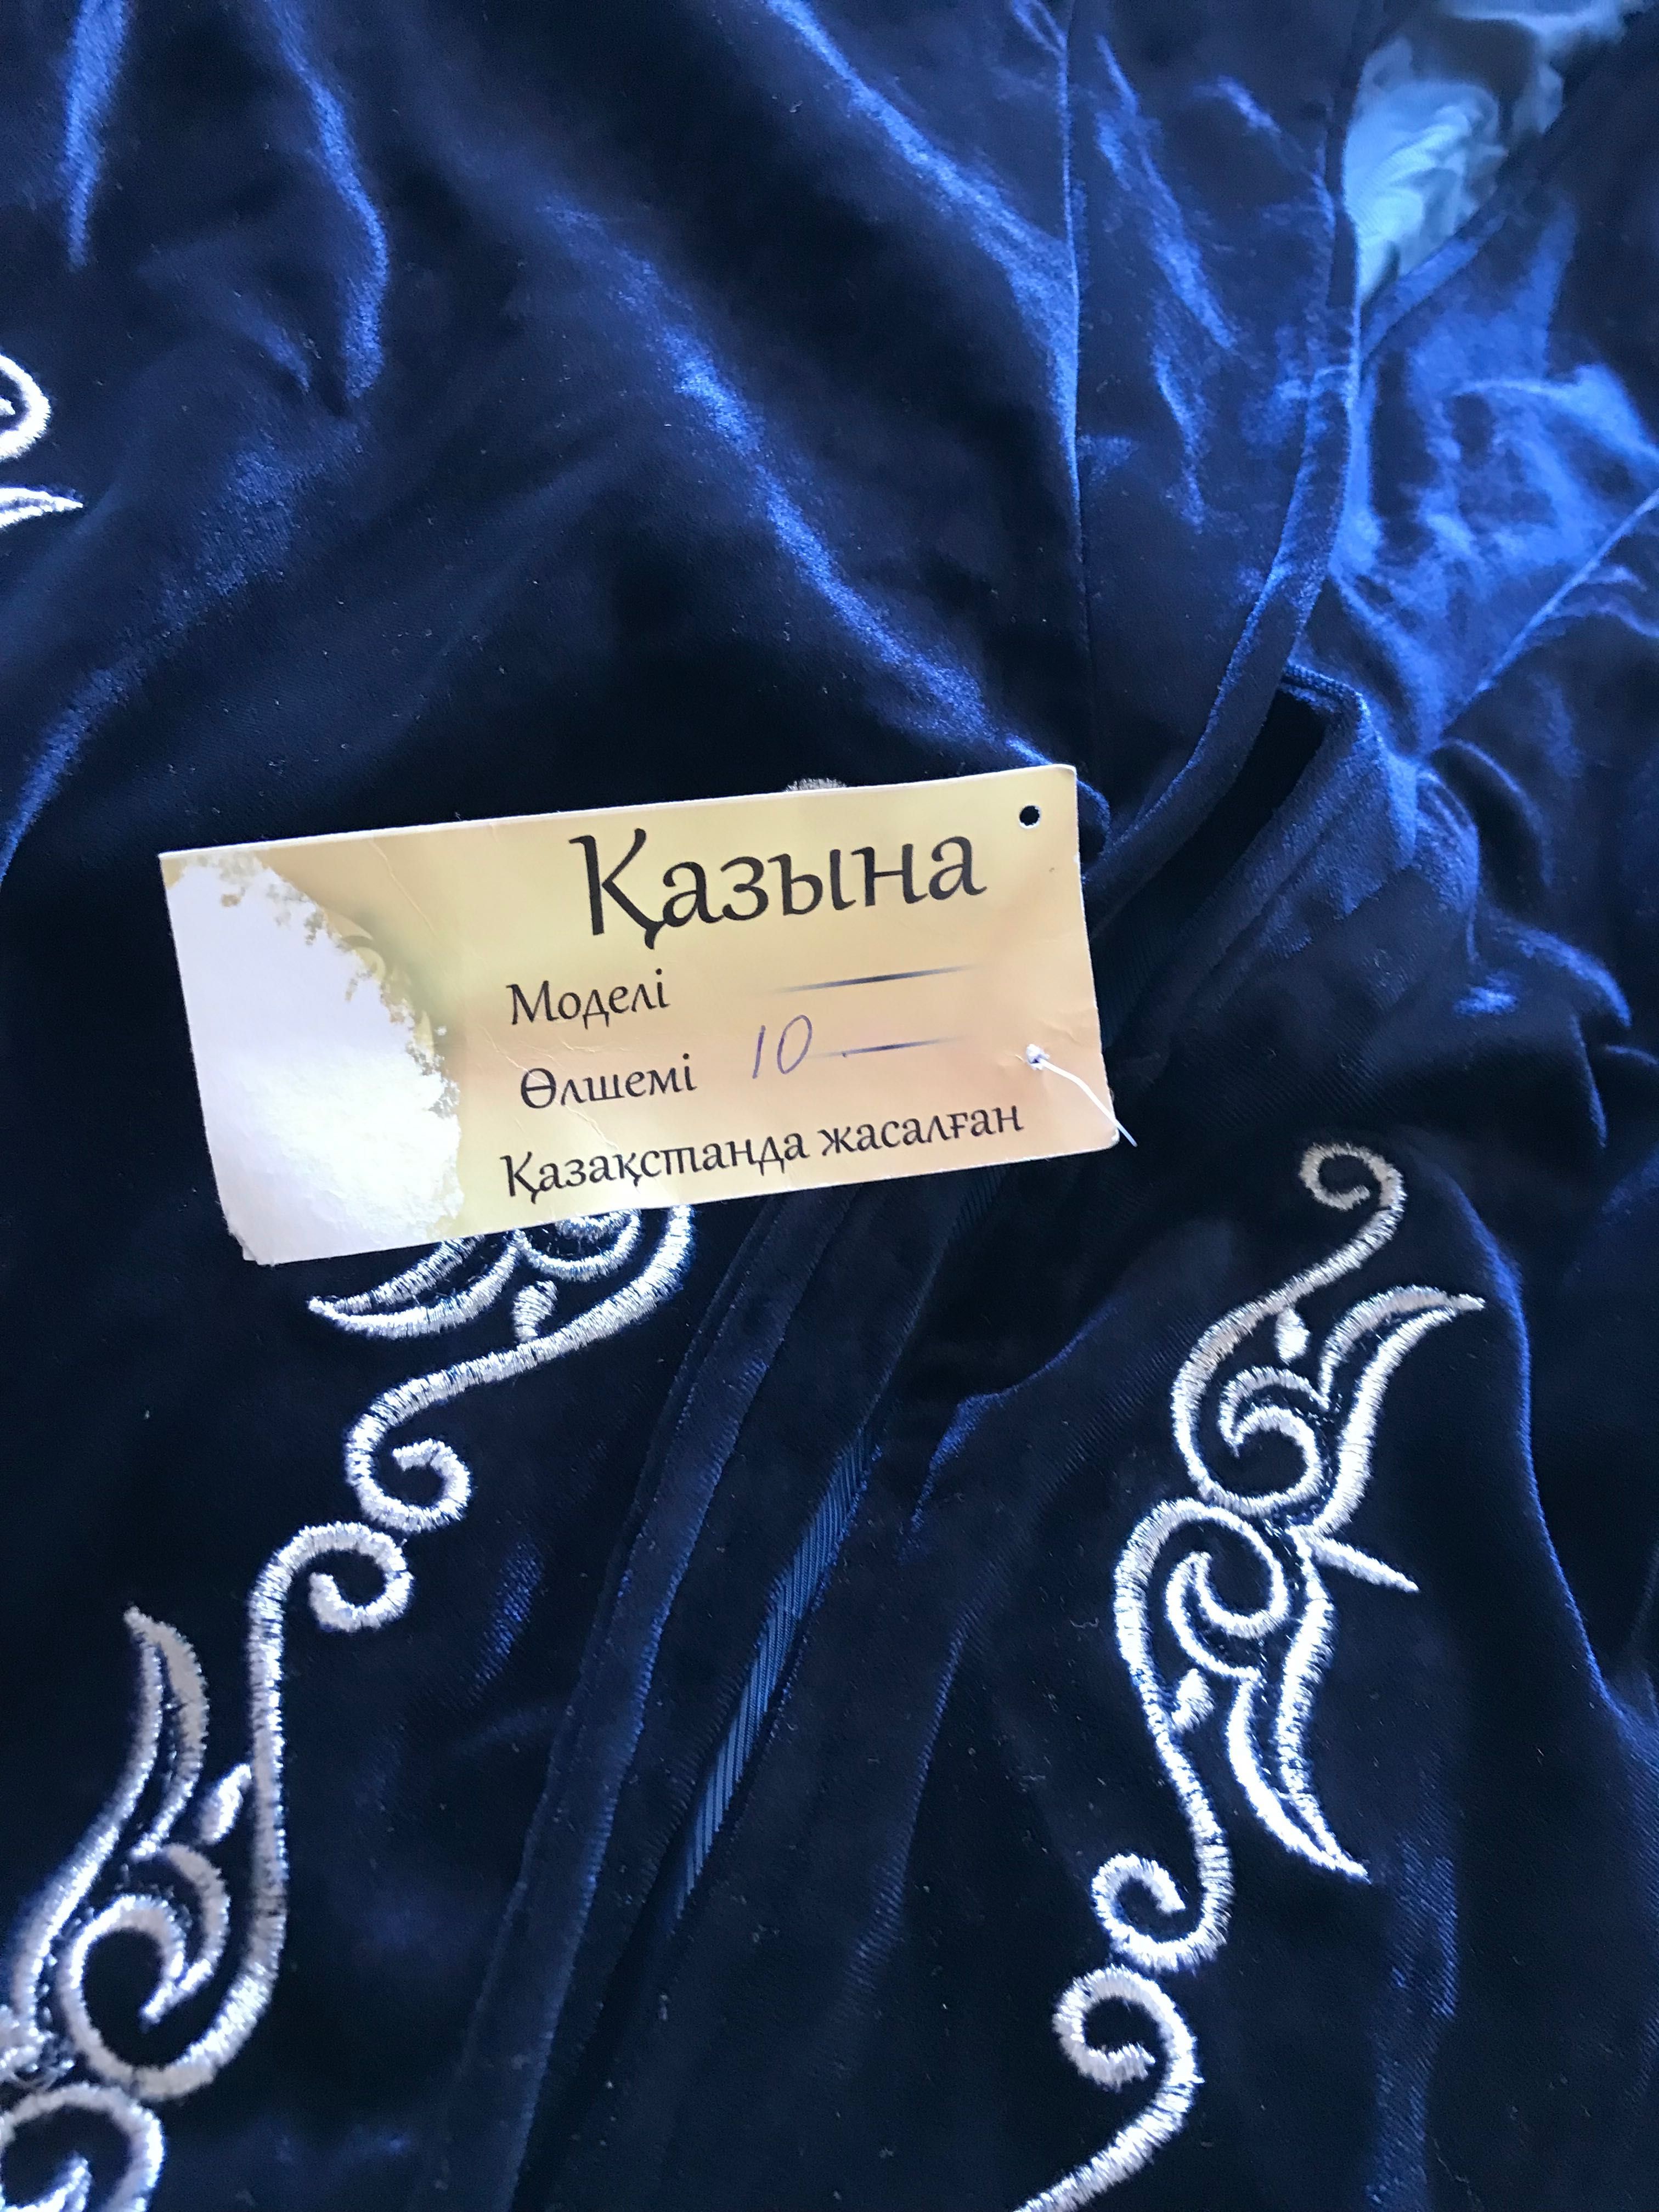 Қазына
Моделі
Өлшемі 10
Қазақстанда жасалған